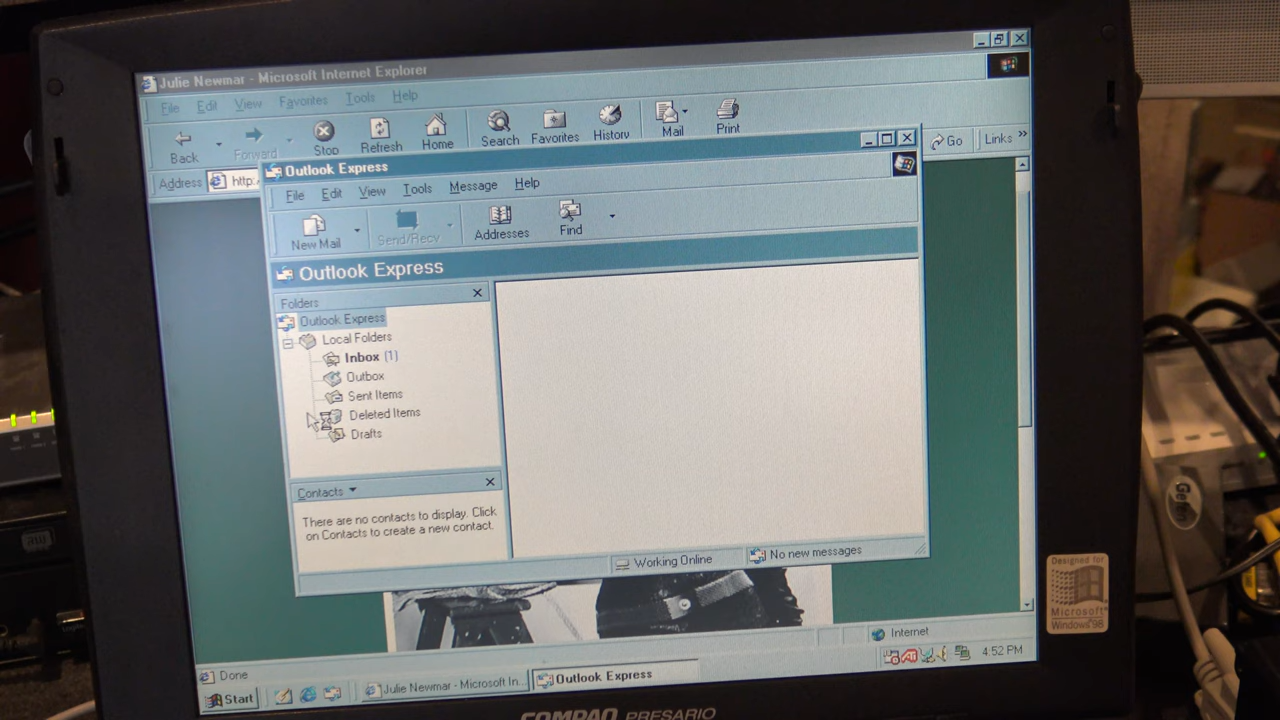 Julie Newmar - Microsoft Internet Explorer
File Edit View Favorites Tools Help
Back Forward Stop Refresh Home Search Favorites History Mail Print
Address http: Go Links »
Outlook Express
File Edit View Tools Message Help
New Mail Send/Recv Addresses Find
Outlook Express
Folders
Outlook Express
Local Folders
Inbox (1)
Outbox
Sent Items
Deleted Items
Drafts
Contacts
There are no contacts to display. Click
on Contacts to create a new contact.
Working Online No new messages
Internet
Done
Start Julie Newmar - Microsoft In... Outlook Express ATI 4:52 PM
COMPAQ PRESARIO
Designed for
Microsoft
Windows 98
Gefen
RW